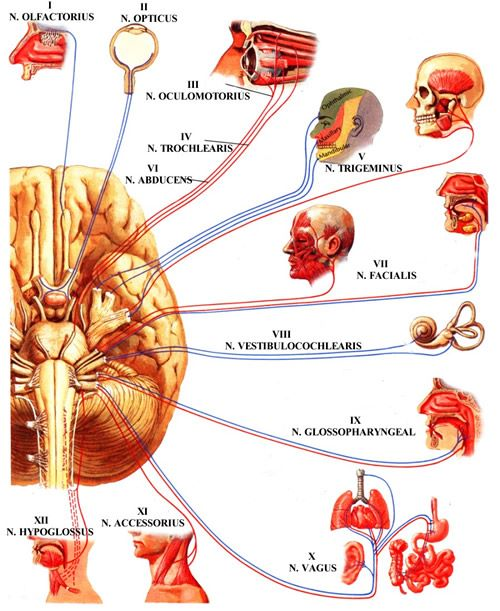 I
N. OLFACTORIUS
II
N. OPTICUS
III
N. OCULOMOTORIUS
IV
N. TROCHLEARIS
VI
N. ABDUCENS
Ophthalmic
Maxillary
Mandibular
V
N. TRIGEMINUS
VII
N. FACIALIS
VIII
N. VESTIBULOCOCHLEARIS
IX
N. GLOSSOPHARYNGEAL
X
N. VAGUS
XI
N. ACCESSORIUS
XII
N. HYPOGLOSSUS